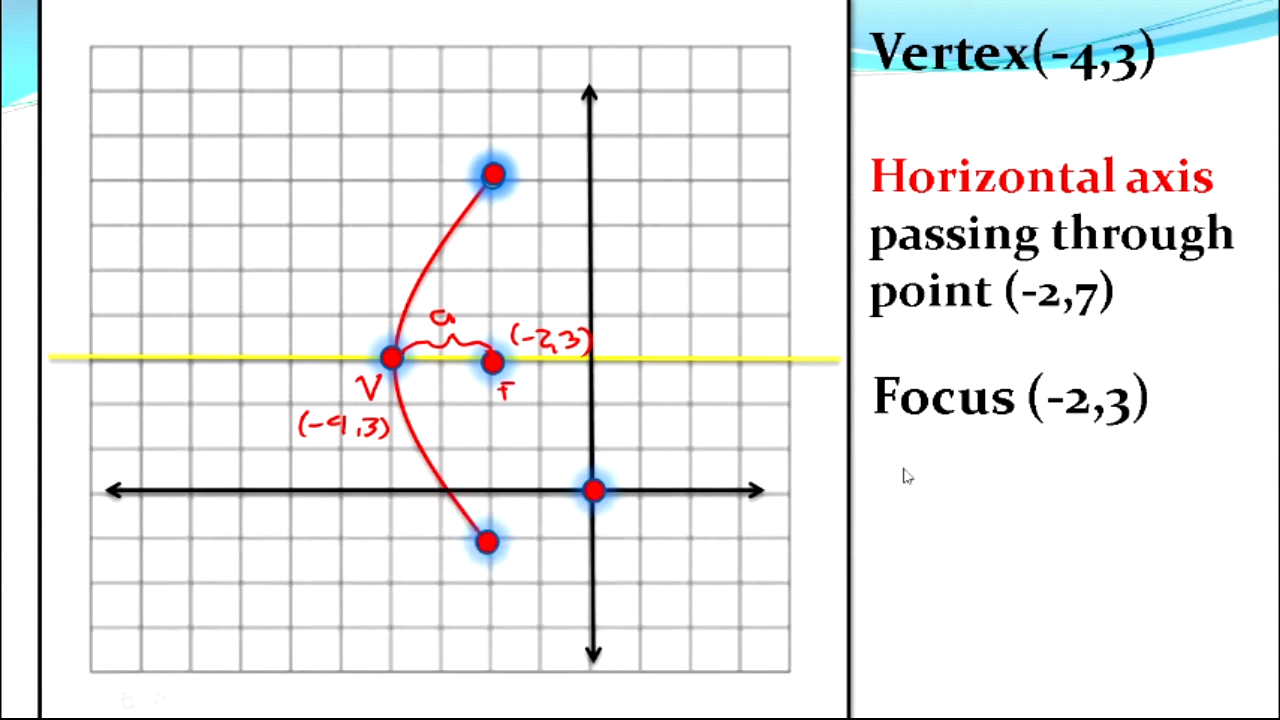 Vertex(-4,3)
Horizontal axis
passing through
point (-2,7)
Focus (-2,3)
a
(-2,3)
V
F
(-4,3)